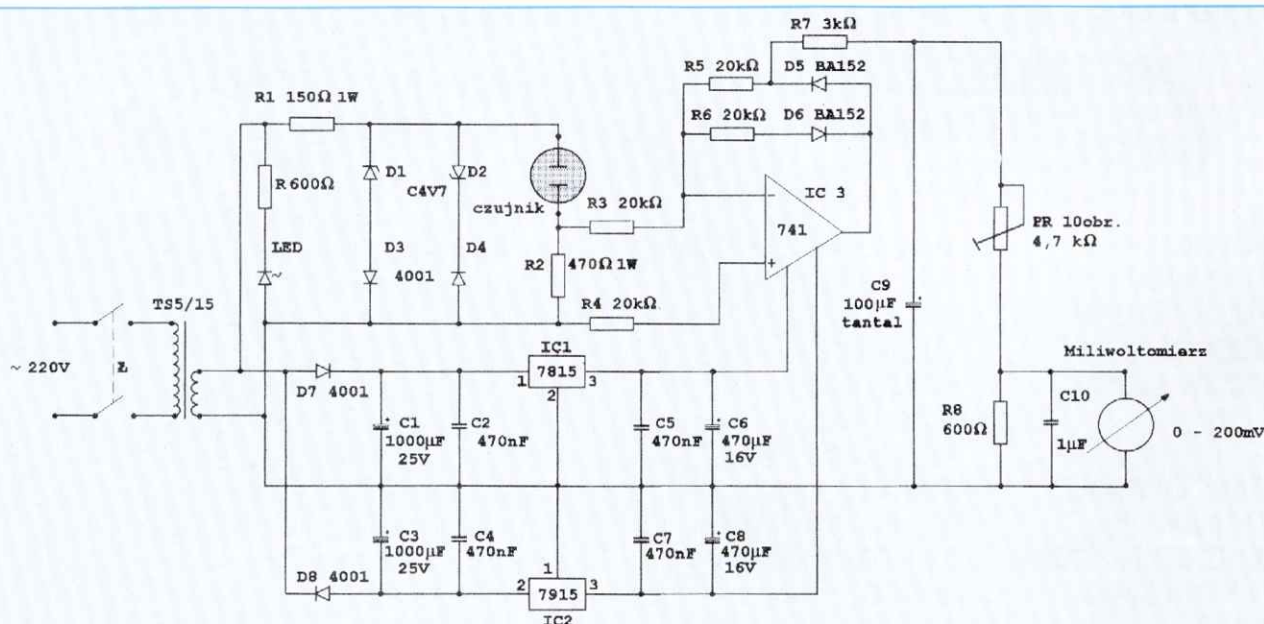 R7 3kΩ
R5 20kΩ
D5 BA152
R6 20kΩ
D6 BA152
R1 150Ω 1W
R 600Ω
D1
D2
C4V7
czujnik
R3 20kΩ
IC 3
741
-
+
LED
~
D3
4001
D4
R2
470Ω 1W
R4 20kΩ
PR 10obr.
4,7 kΩ
C9
100µF
tantal
TS5/15
~ 220V
Z
D7 4001
IC1
1
7815
3
2
Miliwoltomierz
C1
1000µF
25V
C2
470nF
C5
470nF
C6
470µF
16V
R8
600Ω
C10
1µF
0 - 200mV
C3
1000µF
25V
C4
470nF
C7
470nF
C8
470µF
16V
D8 4001
1
2
7915
3
IC2